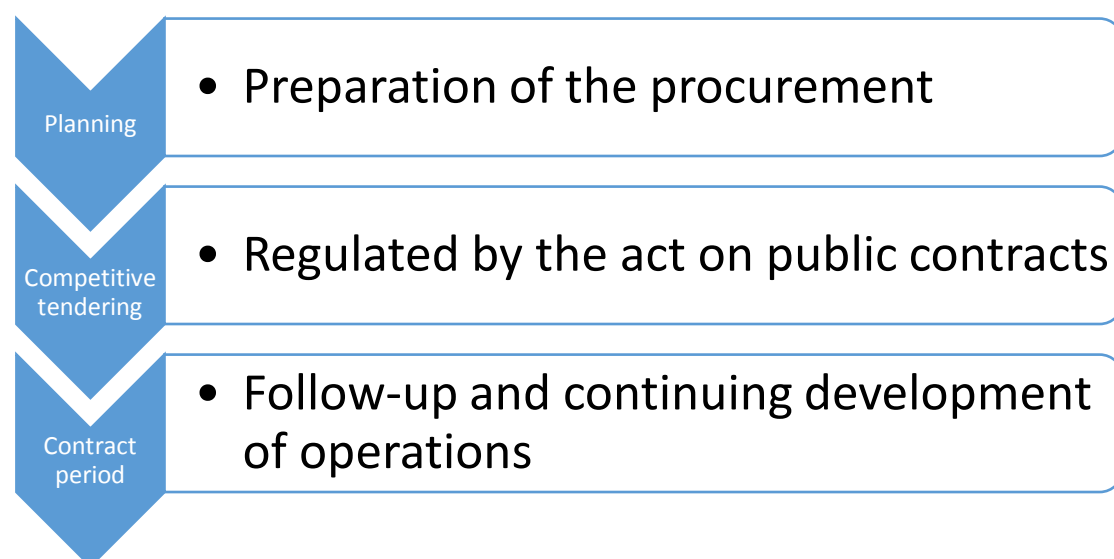 Planning
• Preparation of the procurement
Competitive
tendering
• Regulated by the act on public contracts
Contract
period
• Follow-up and continuing development
of operations